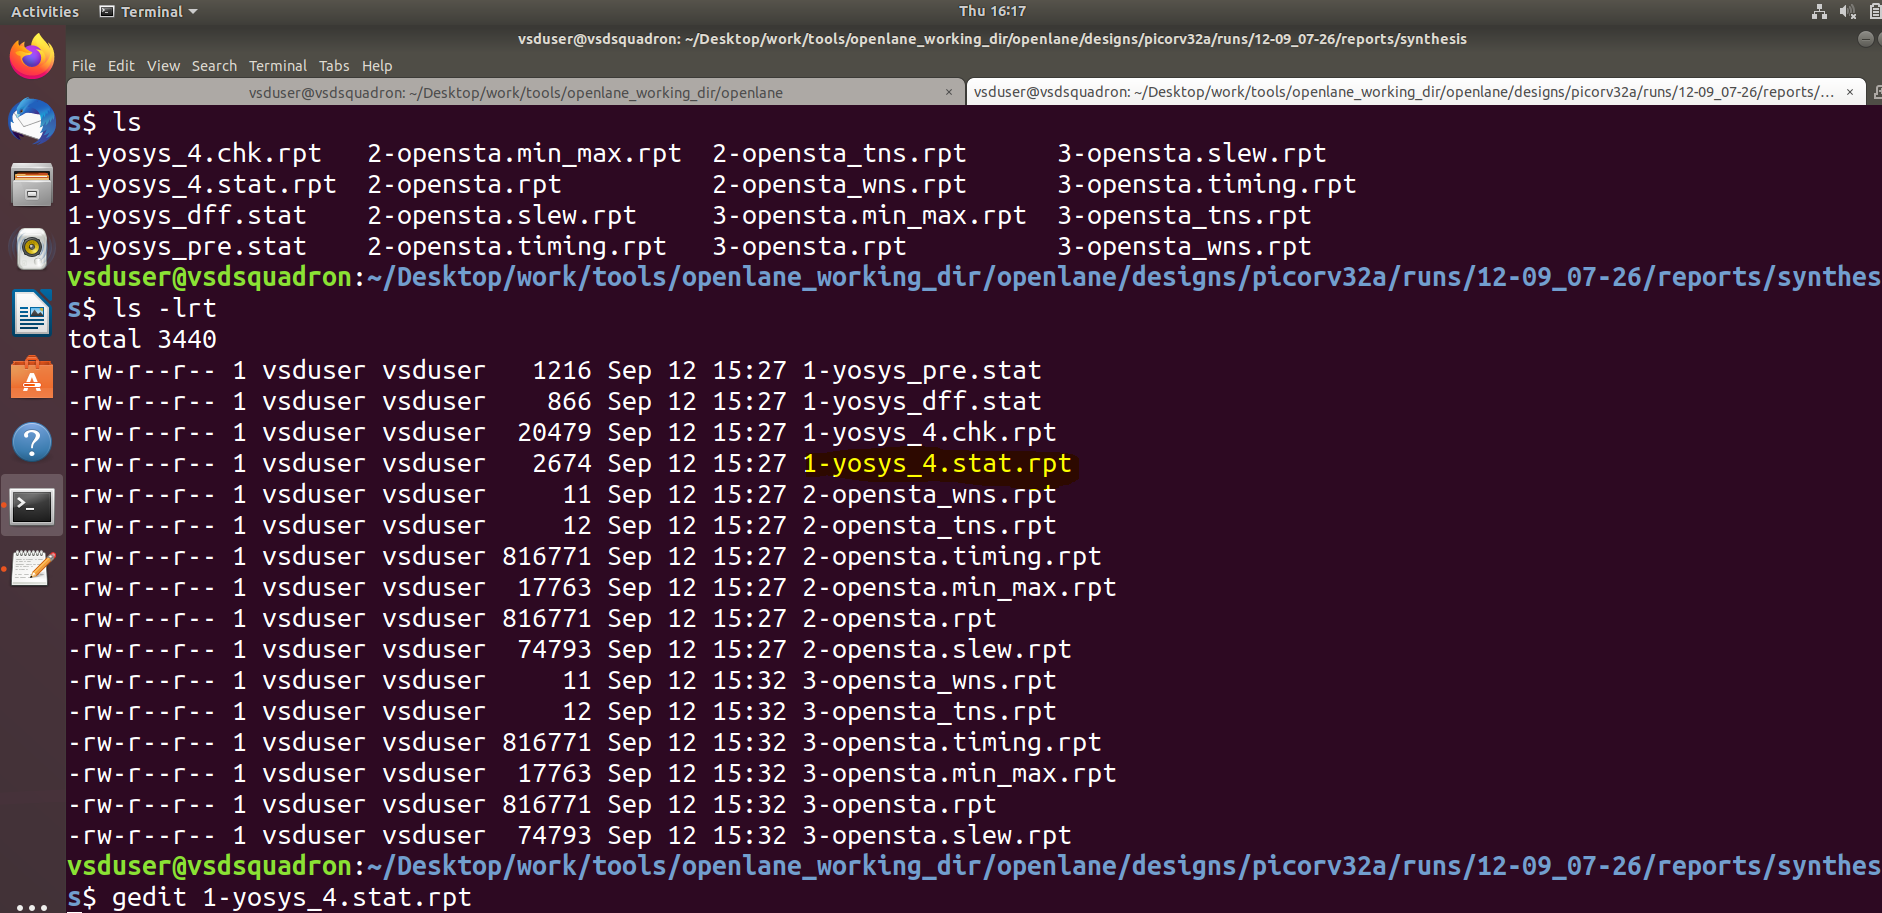 Activities Terminal Thu 16:17
vsduser@vsdsquadron: ~/Desktop/work/tools/openlane_working_dir/openlane/designs/picorv32a/runs/12-09_07-26/reports/synthesis
File Edit View Search Terminal Tabs Help
vsduser@vsdsquadron: ~/Desktop/work/tools/openlane_working_dir/openlane × vsduser@vsdsquadron: ~/Desktop/work/tools/openlane_working_dir/openlane/designs/picorv32a/runs/12-09_07-26/reports/... ×
s$ ls
1-yosys_4.chk.rpt 2-opensta.min_max.rpt 2-opensta_tns.rpt 3-opensta.slew.rpt
1-yosys_4.stat.rpt 2-opensta.rpt 2-opensta_wns.rpt 3-opensta.timing.rpt
1-yosys_dff.stat 2-opensta.slew.rpt 3-opensta.min_max.rpt 3-opensta_tns.rpt
1-yosys_pre.stat 2-opensta.timing.rpt 3-opensta.rpt 3-opensta_wns.rpt
vsduser@vsdsquadron:~/Desktop/work/tools/openlane_working_dir/openlane/designs/picorv32a/runs/12-09_07-26/reports/synthes
s$ ls -lrt
total 3440
-rw-r--r-- 1 vsduser vsduser 1216 Sep 12 15:27 1-yosys_pre.stat
-rw-r--r-- 1 vsduser vsduser 866 Sep 12 15:27 1-yosys_dff.stat
-rw-r--r-- 1 vsduser vsduser 20479 Sep 12 15:27 1-yosys_4.chk.rpt
-rw-r--r-- 1 vsduser vsduser 2674 Sep 12 15:27 1-yosys_4.stat.rpt
-rw-r--r-- 1 vsduser vsduser 11 Sep 12 15:27 2-opensta_wns.rpt
-rw-r--r-- 1 vsduser vsduser 12 Sep 12 15:27 2-opensta_tns.rpt
-rw-r--r-- 1 vsduser vsduser 816771 Sep 12 15:27 2-opensta.timing.rpt
-rw-r--r-- 1 vsduser vsduser 17763 Sep 12 15:27 2-opensta.min_max.rpt
-rw-r--r-- 1 vsduser vsduser 816771 Sep 12 15:27 2-opensta.rpt
-rw-r--r-- 1 vsduser vsduser 74793 Sep 12 15:27 2-opensta.slew.rpt
-rw-r--r-- 1 vsduser vsduser 11 Sep 12 15:32 3-opensta_wns.rpt
-rw-r--r-- 1 vsduser vsduser 12 Sep 12 15:32 3-opensta_tns.rpt
-rw-r--r-- 1 vsduser vsduser 816771 Sep 12 15:32 3-opensta.timing.rpt
-rw-r--r-- 1 vsduser vsduser 17763 Sep 12 15:32 3-opensta.min_max.rpt
-rw-r--r-- 1 vsduser vsduser 816771 Sep 12 15:32 3-opensta.rpt
-rw-r--r-- 1 vsduser vsduser 74793 Sep 12 15:32 3-opensta.slew.rpt
vsduser@vsdsquadron:~/Desktop/work/tools/openlane_working_dir/openlane/designs/picorv32a/runs/12-09_07-26/reports/synthes
s$ gedit 1-yosys_4.stat.rpt